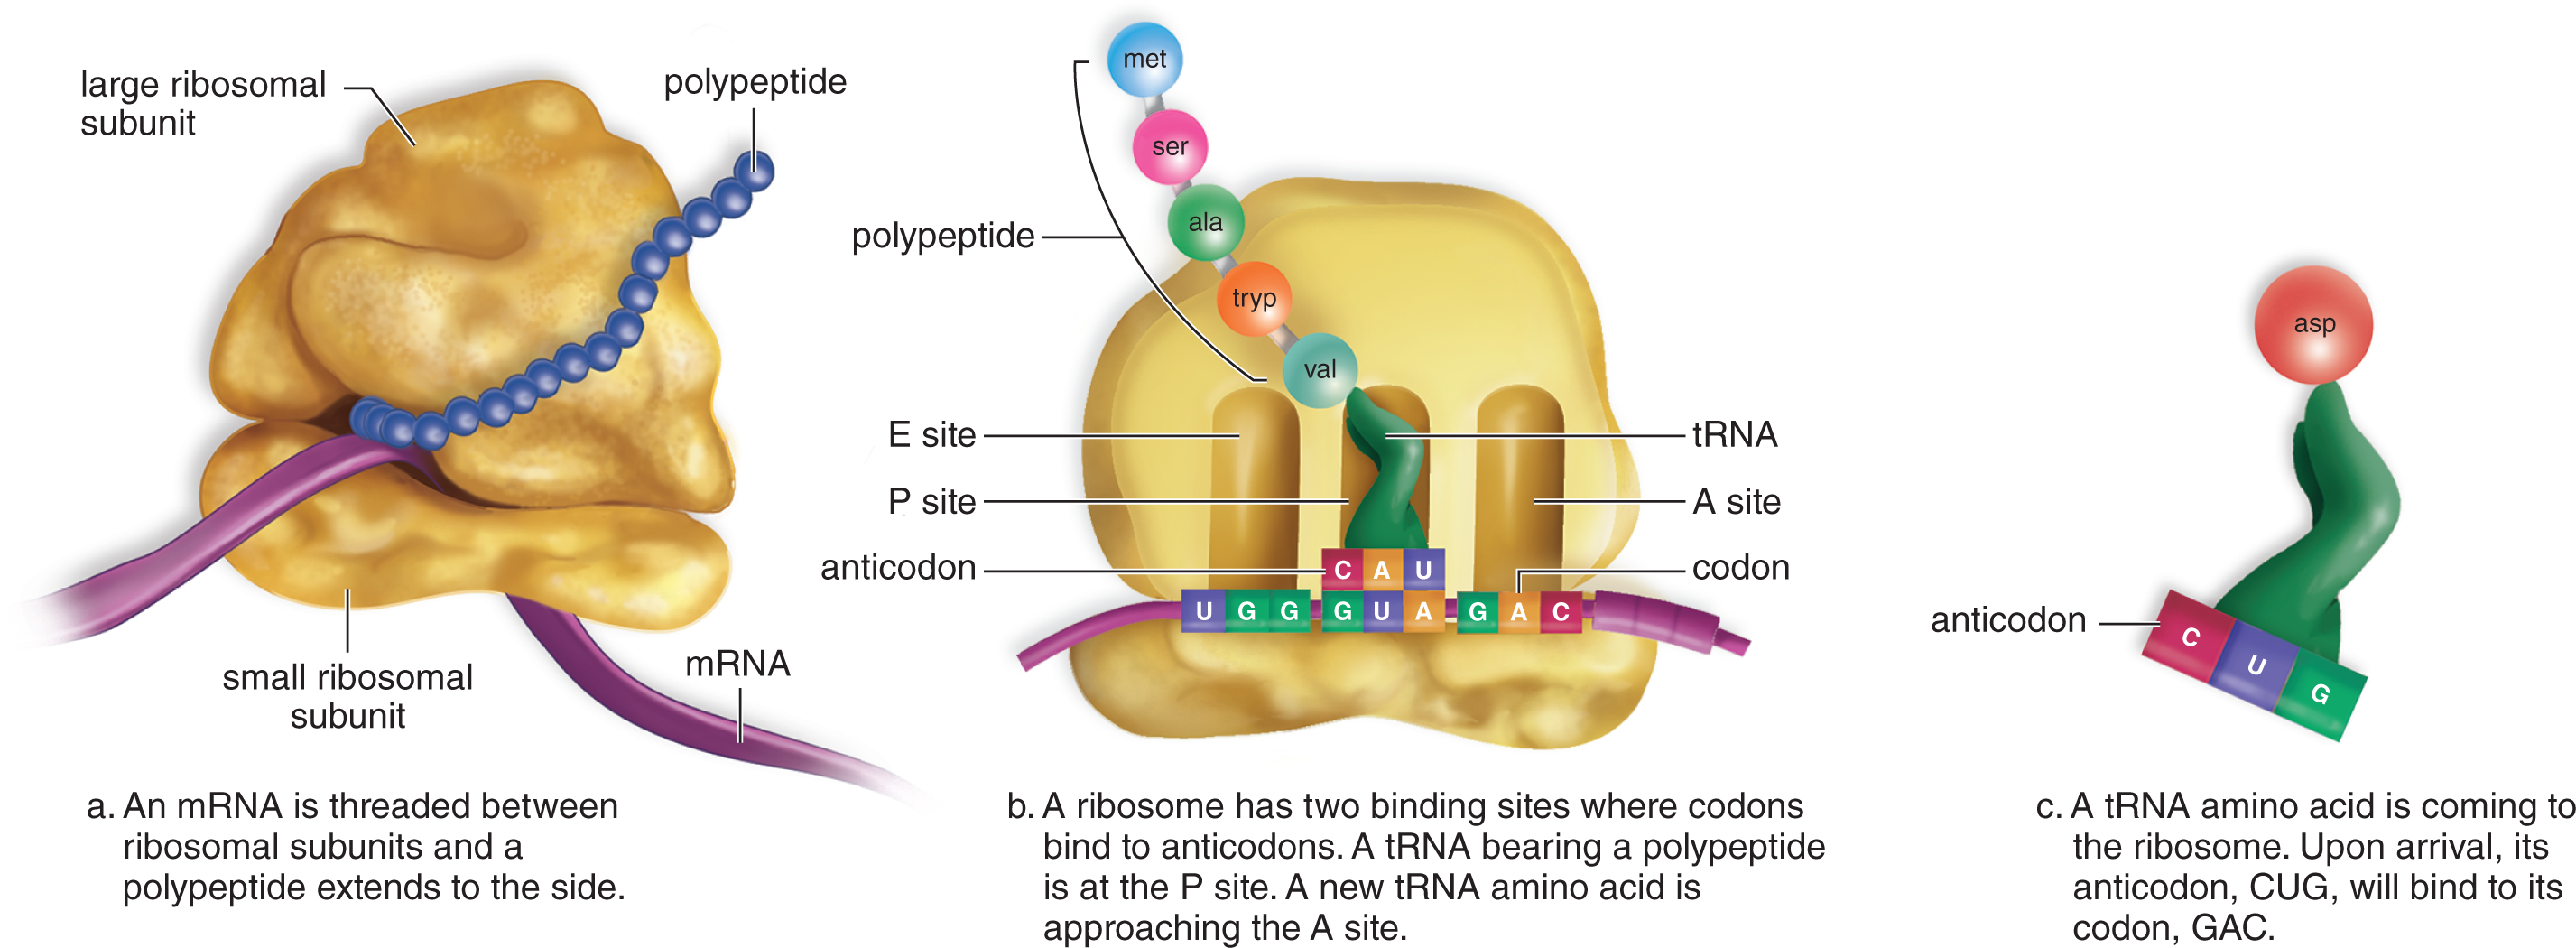 large ribosomal
subunit
polypeptide
small ribosomal
subunit
mRNA
a. An mRNA is threaded between
ribosomal subunits and a
polypeptide extends to the side.
met
ser
ala
tryp
val
polypeptide
E site
P site
anticodon
tRNA
A site
codon
C A U
U G G G U A G A C
b. A ribosome has two binding sites where codons
bind to anticodons. A tRNA bearing a polypeptide
is at the P site. A new tRNA amino acid is
approaching the A site.
asp
anticodon
C U G
c. A tRNA amino acid is coming to
the ribosome. Upon arrival, its
anticodon, CUG, will bind to its
codon, GAC.